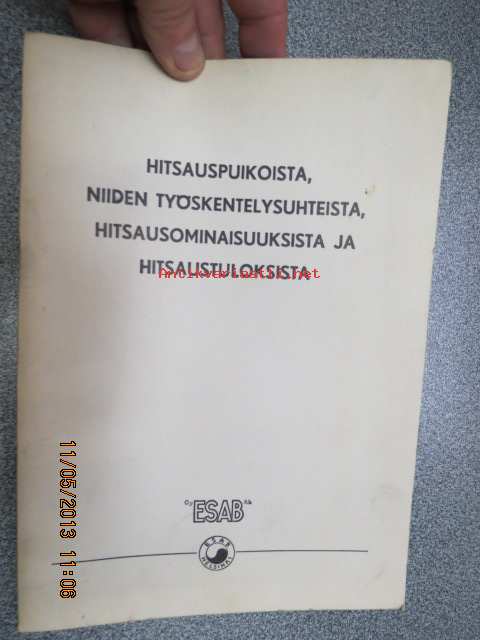 HITSAUSPUIKOISTA,
NIIDEN TYÖSKENTELYSUHTEISTA,
HITSAUSOMINAISUUKSISTA JA
HITSAUSTULOKSISTA
Antikvariaatti.net
Oy ESAB Ab
ESAB
HELSINKI
11/05/2013 11:06